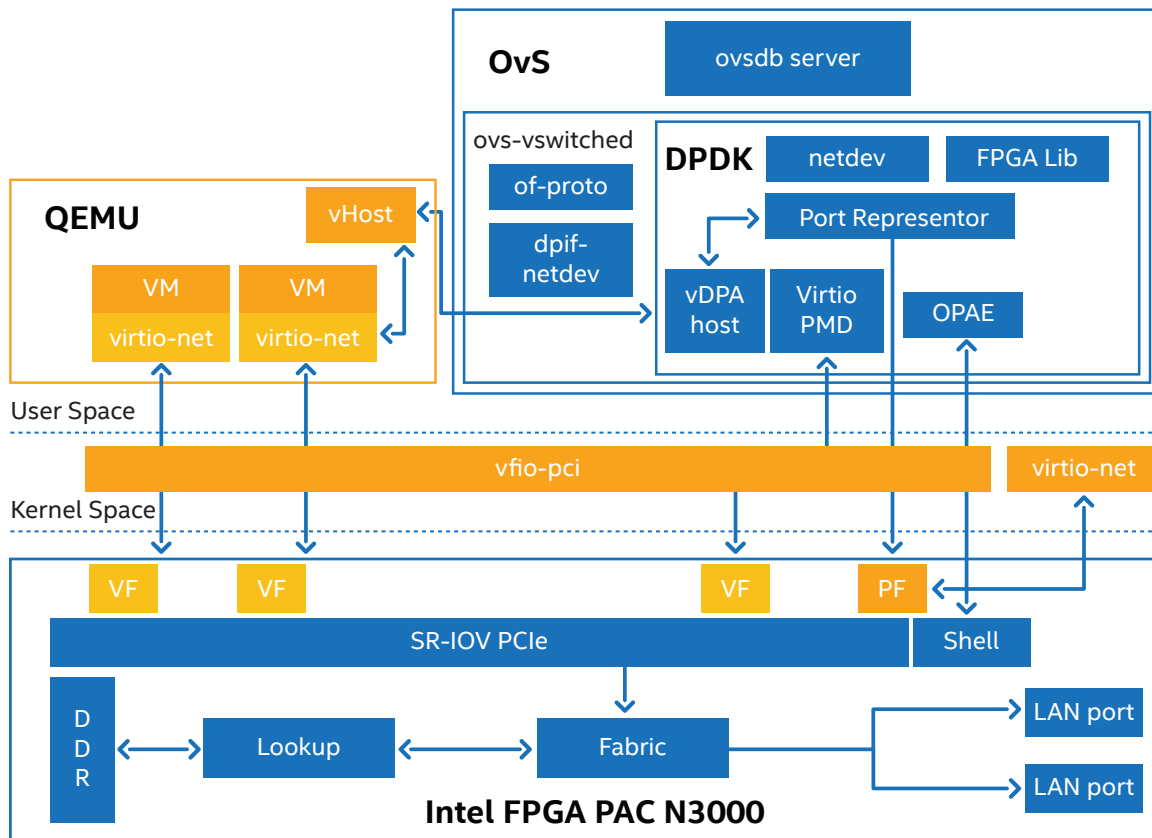 OvS
ovsdb server
ovs-vswitched
of-proto
dpif-
netdev
DPDK
netdev
FPGA Lib
Port Representor
vDPA
host
Virtio
PMD
OPAE
QEMU
vHost
VM
virtio-net
VM
virtio-net
User Space
vfio-pci
virtio-net
Kernel Space
VF
VF
VF
PF
SR-IOV PCIe
Shell
D
D
R
Lookup
Fabric
LAN port
LAN port
Intel FPGA PAC N3000